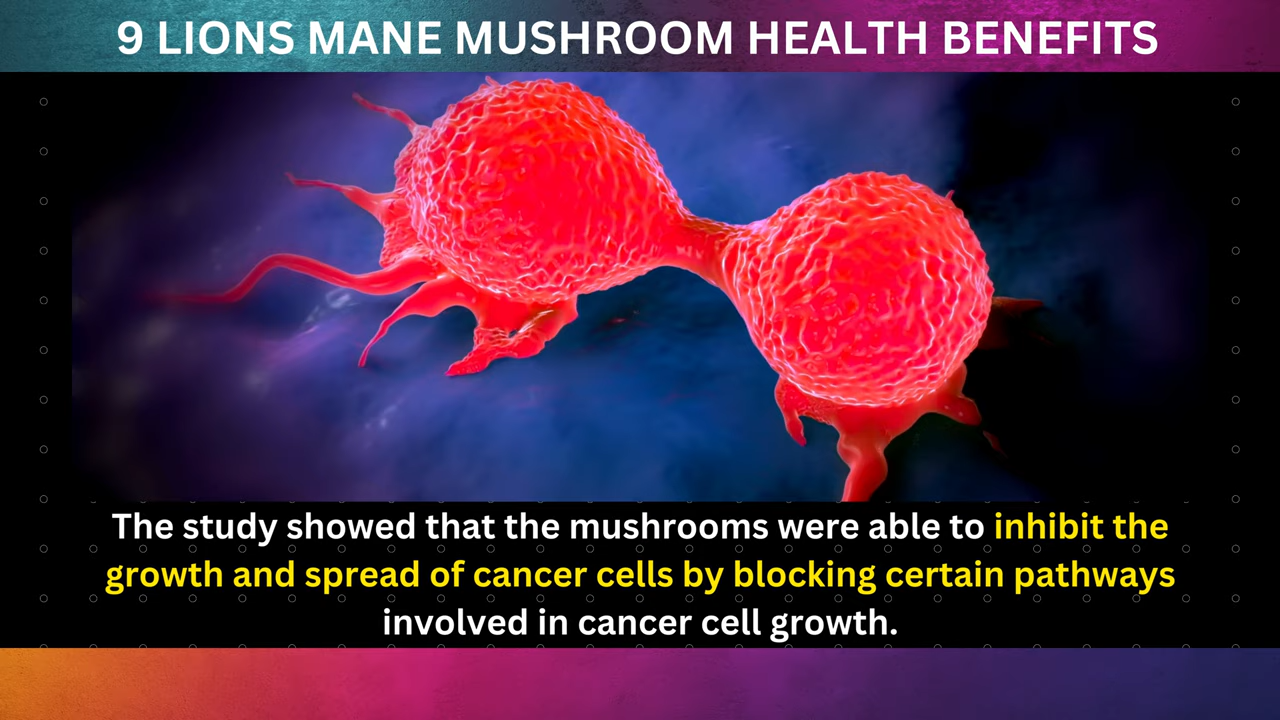 9 LIONS MANE MUSHROOM HEALTH BENEFITS
The study showed that the mushrooms were able to inhibit the
growth and spread of cancer cells by blocking certain pathways
involved in cancer cell growth.